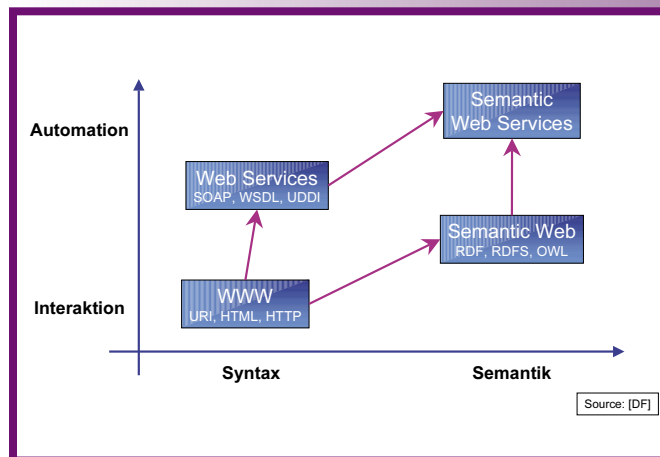 Semantic
Web Services
Automation
Web Services
SOAP, WSDL, UDDI
Semantic Web
RDF, RDFS, OWL
WWW
URI, HTML, HTTP
Interaktion
Syntax
Semantik
Source: [DF]